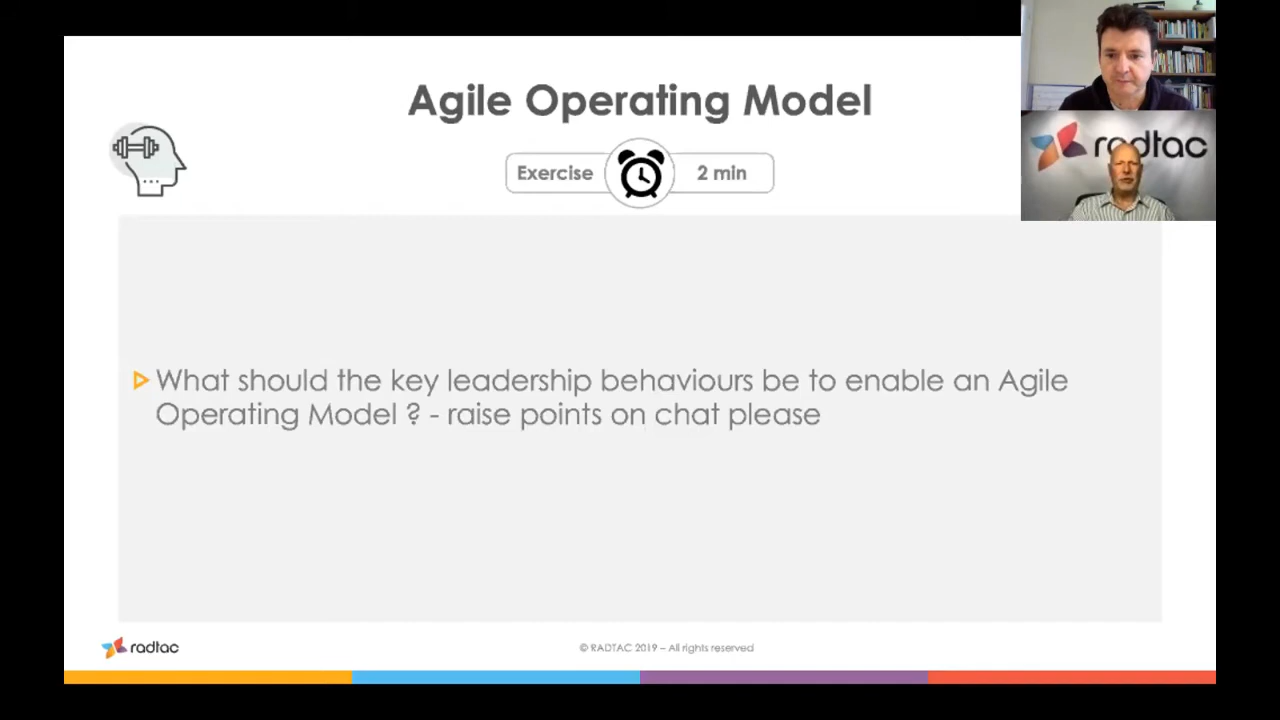 Agile Operating Model
Exercise
2 min
radtac
What should the key leadership behaviours be to enable an Agile
Operating Model ? - raise points on chat please
radtac
© RADTAC 2019 – All rights reserved